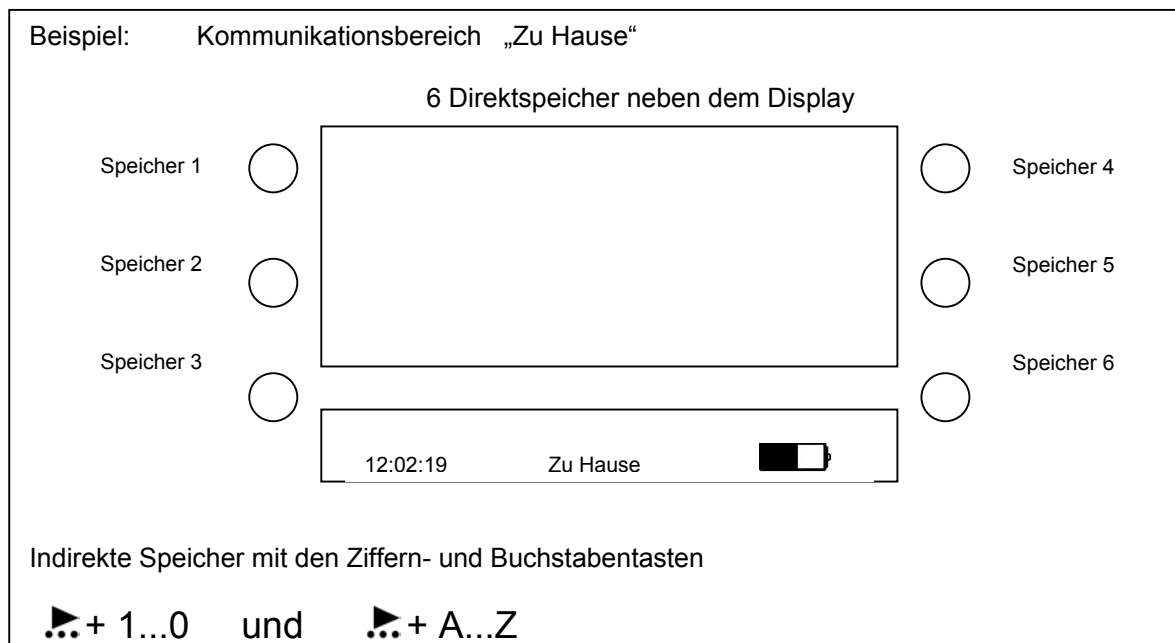 Beispiel: Kommunikationsbereich „Zu Hause“
6 Direktspeicher neben dem Display
Speicher 1
Speicher 4
Speicher 2
Speicher 5
Speicher 3
Speicher 6
12:02:19 Zu Hause
Indirekte Speicher mit den Ziffern- und Buchstabentasten
+ 1...0 und + A...Z